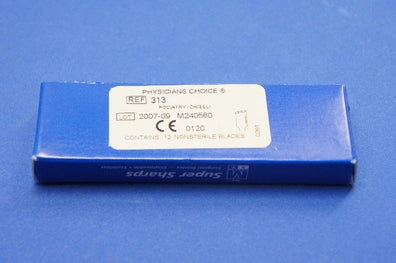 PHYSICIANS CHOICE ®
REF 313
PODIATRY (CHISEL)
LOT 2007-09 M240560
CE 0120
CONTAINS 12 NONSTERILE BLADES
Super Sharps